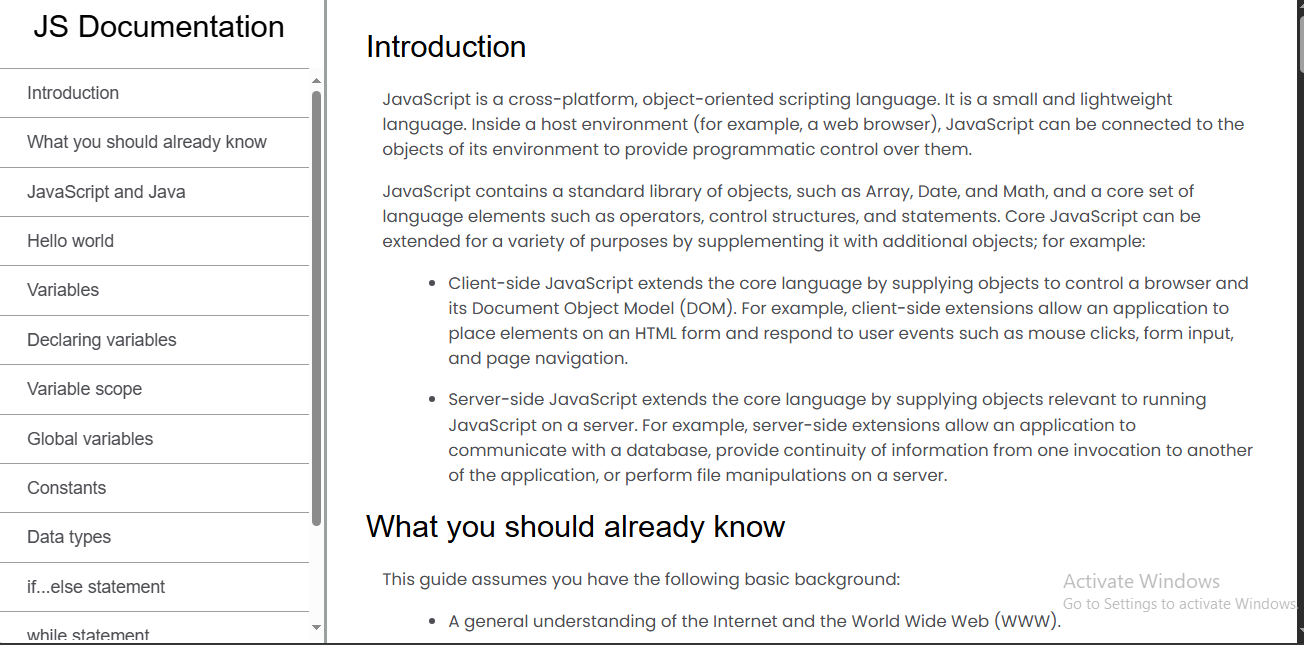 JS Documentation
Introduction
What you should already know
JavaScript and Java
Hello world
Variables
Declaring variables
Variable scope
Global variables
Constants
Data types
if...else statement
while statement
Introduction
JavaScript is a cross-platform, object-oriented scripting language. It is a small and lightweight
language. Inside a host environment (for example, a web browser), JavaScript can be connected to the
objects of its environment to provide programmatic control over them.
JavaScript contains a standard library of objects, such as Array, Date, and Math, and a core set of
language elements such as operators, control structures, and statements. Core JavaScript can be
extended for a variety of purposes by supplementing it with additional objects; for example:
• Client-side JavaScript extends the core language by supplying objects to control a browser and
its Document Object Model (DOM). For example, client-side extensions allow an application to
place elements on an HTML form and respond to user events such as mouse clicks, form input,
and page navigation.
• Server-side JavaScript extends the core language by supplying objects relevant to running
JavaScript on a server. For example, server-side extensions allow an application to
communicate with a database, provide continuity of information from one invocation to another
of the application, or perform file manipulations on a server.
What you should already know
This guide assumes you have the following basic background:
• A general understanding of the Internet and the World Wide Web (WWW).
Activate Windows
Go to Settings to activate Windows.